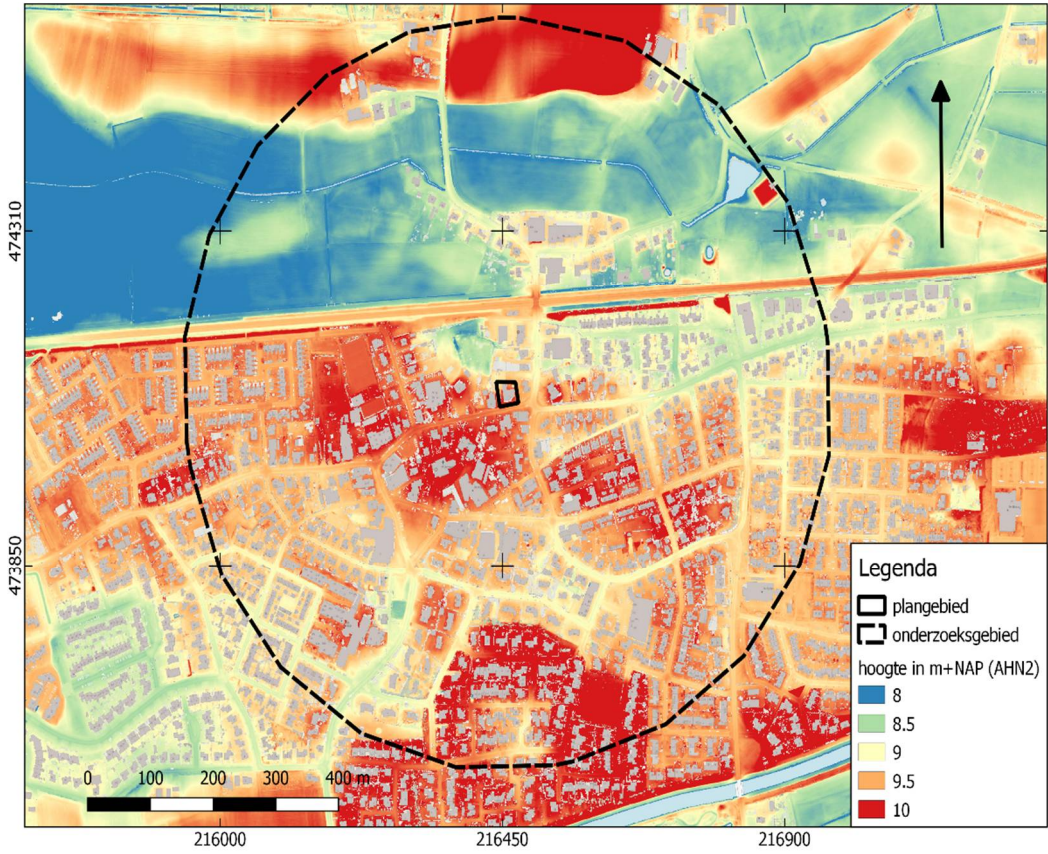 474310
473850
Legenda
plangebied
onderzoeksgebied
hoogte in m+NAP (AHN2)
8
8.5
9
9.5
10
0 100 200 300 400 m
216000 216450 216900